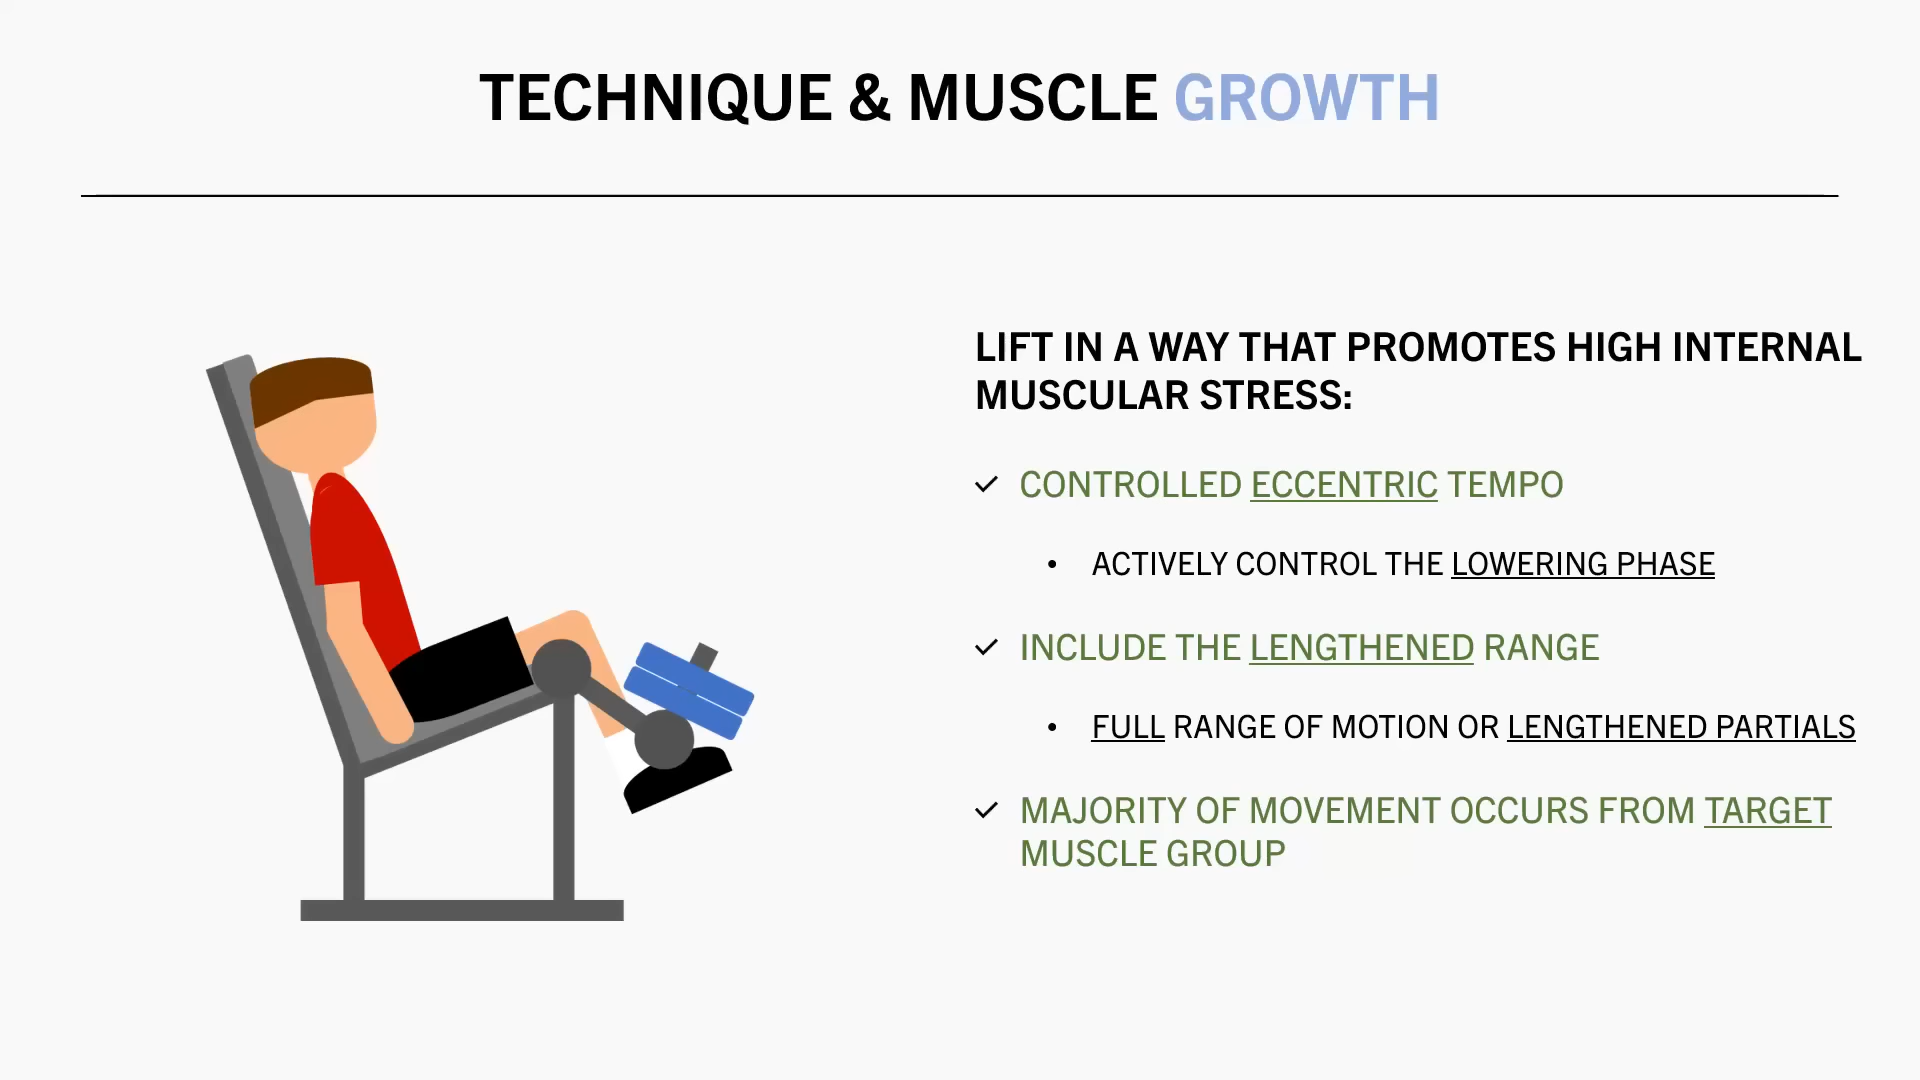 TECHNIQUE & MUSCLE GROWTH
LIFT IN A WAY THAT PROMOTES HIGH INTERNAL
MUSCULAR STRESS:
✓ CONTROLLED ECCENTRIC TEMPO
• ACTIVELY CONTROL THE LOWERING PHASE
✓ INCLUDE THE LENGTHENED RANGE
• FULL RANGE OF MOTION OR LENGTHENED PARTIALS
✓ MAJORITY OF MOVEMENT OCCURS FROM TARGET
MUSCLE GROUP